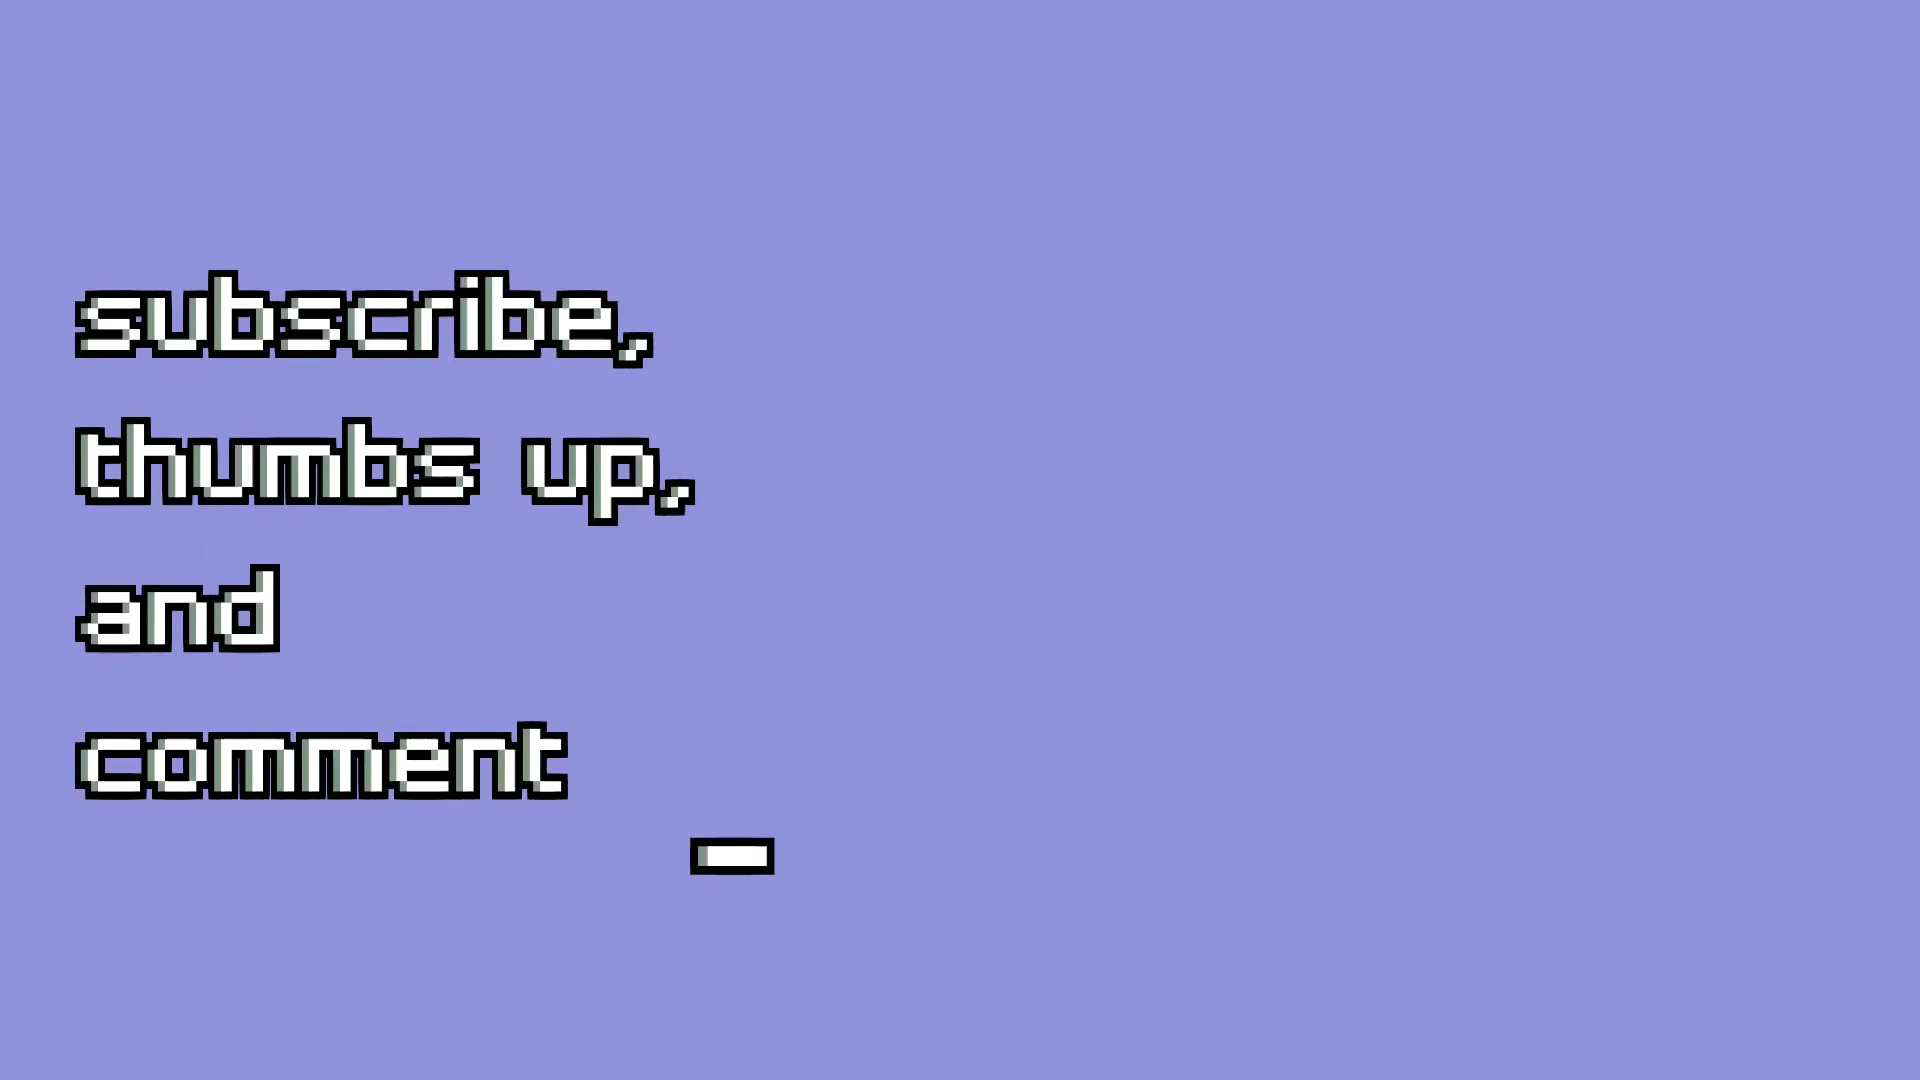 subscribe,
thumbs up,
and
comment
_